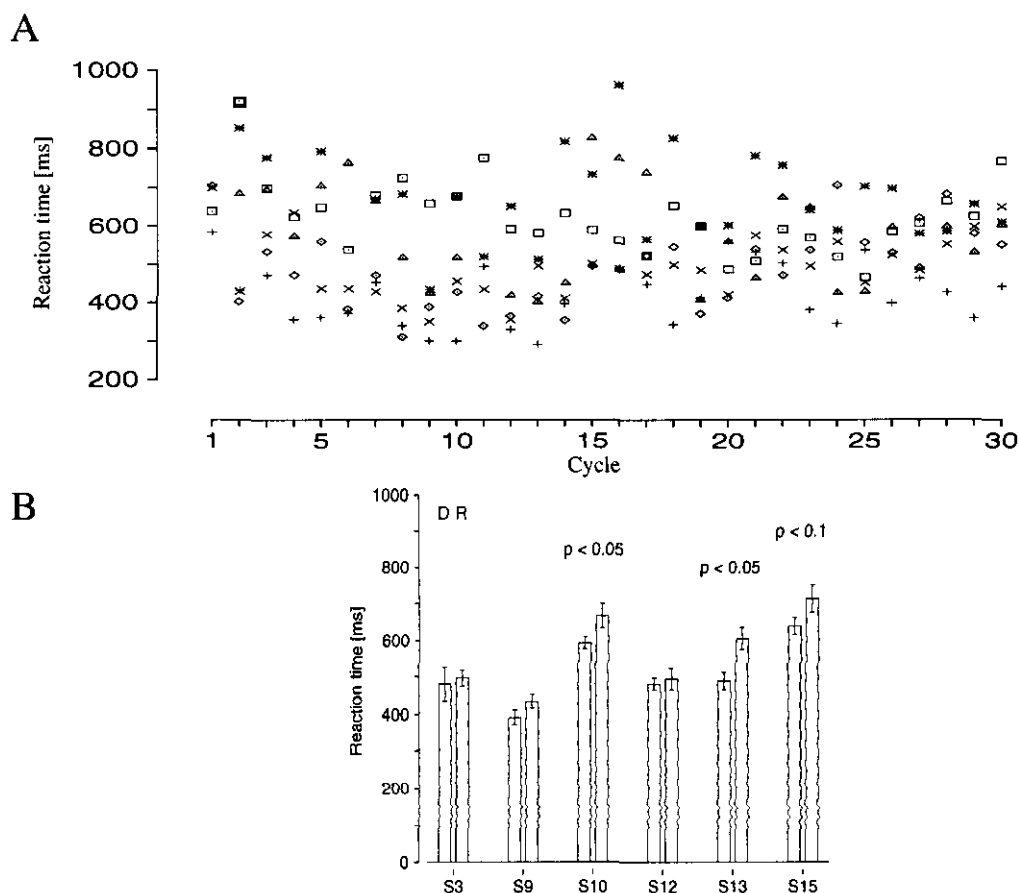 A
1000
800
600
400
200
Reaction time [ms]
1 5 10 15 20 25 30
Cycle
B
1000
800
600
400
200
0
Reaction time [ms]
D R
p < 0.05
p < 0.05
p < 0.1
S3 S9 S10 S12 S13 S15